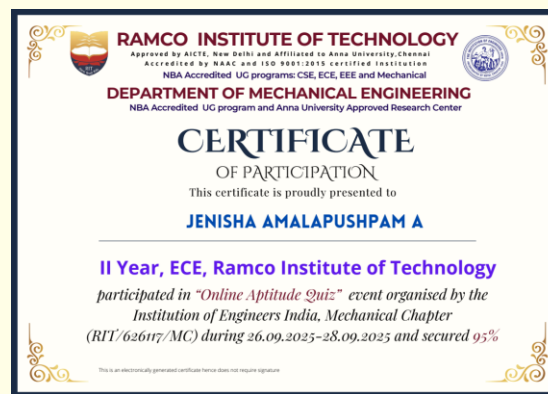 RAMCO INSTITUTE OF TECHNOLOGY
Approved by AICTE, New Delhi and Affiliated to Anna University,Chennai
Accredited by NAAC and ISO 9001:2015 certified Institution
NBA Accredited UG programs: CSE, ECE, EEE and Mechanical
DEPARTMENT OF MECHANICAL ENGINEERING
NBA Accredited UG program and Anna University Approved Research Center
CERTIFICATE
OF PARTICIPATION
This certificate is proudly presented to
JENISHA AMALAPUSHPAM A
II Year, ECE, Ramco Institute of Technology
participated in “Online Aptitude Quiz” event organised by the
Institution of Engineers India, Mechanical Chapter
(RIT/626117/MC) during 26.09.2025-28.09.2025 and secured 95%
This is an electronically generated certificate hence does not require signature